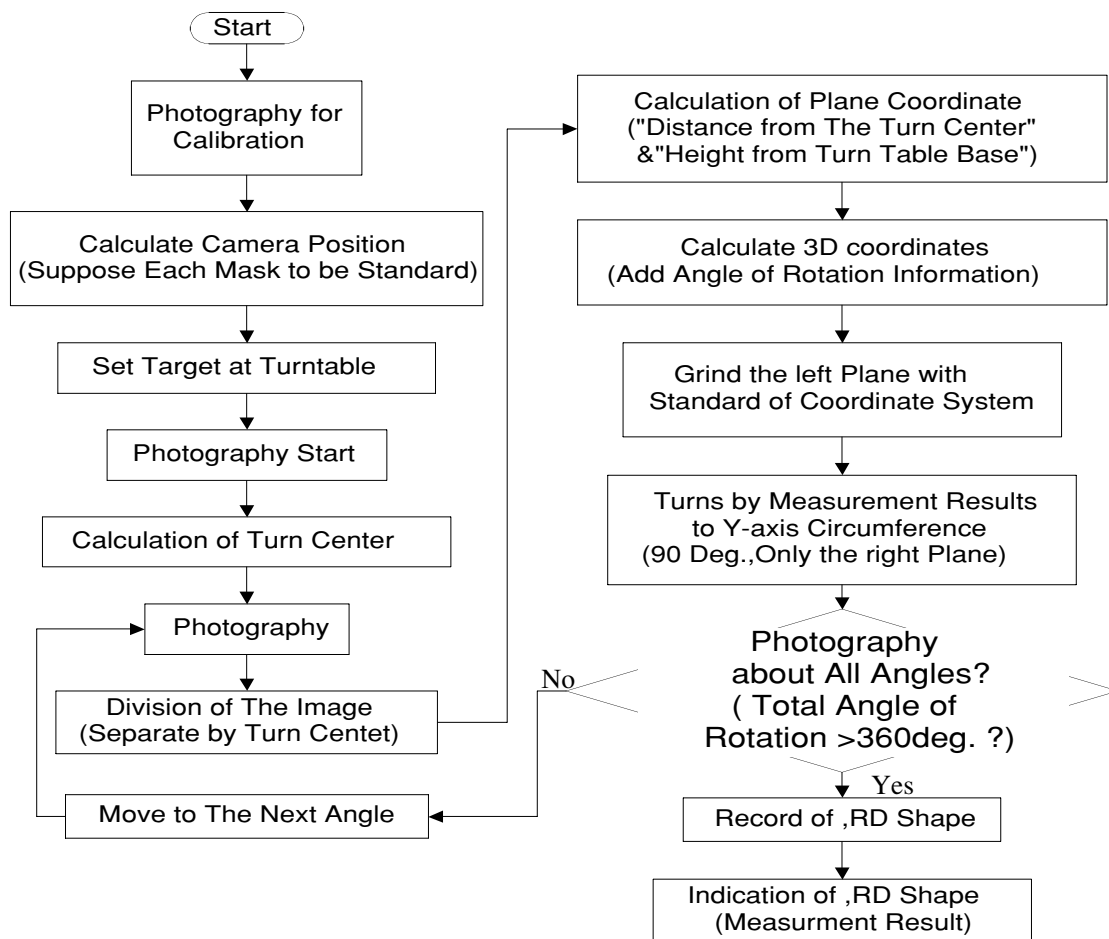 Start
Photography for
Calibration
Calculate Camera Position
(Suppose Each Mask to be Standard)
Set Target at Turntable
Photography Start
Calculation of Turn Center
Photography
Division of The Image
(Separate by Turn Centet)
Move to The Next Angle
Calculation of Plane Coordinate
("Distance from The Turn Center"
&"Height from Turn Table Base")
Calculate 3D coordinates
(Add Angle of Rotation Information)
Grind the left Plane with
Standard of Coordinate System
Turns by Measurement Results
to Y-axis Circumference
(90 Deg.,Only the right Plane)
Photography
about All Angles?
( Total Angle of
Rotation >360deg. ?)
No
Yes
Record of ,RD Shape
Indication of ,RD Shape
(Measurment Result)